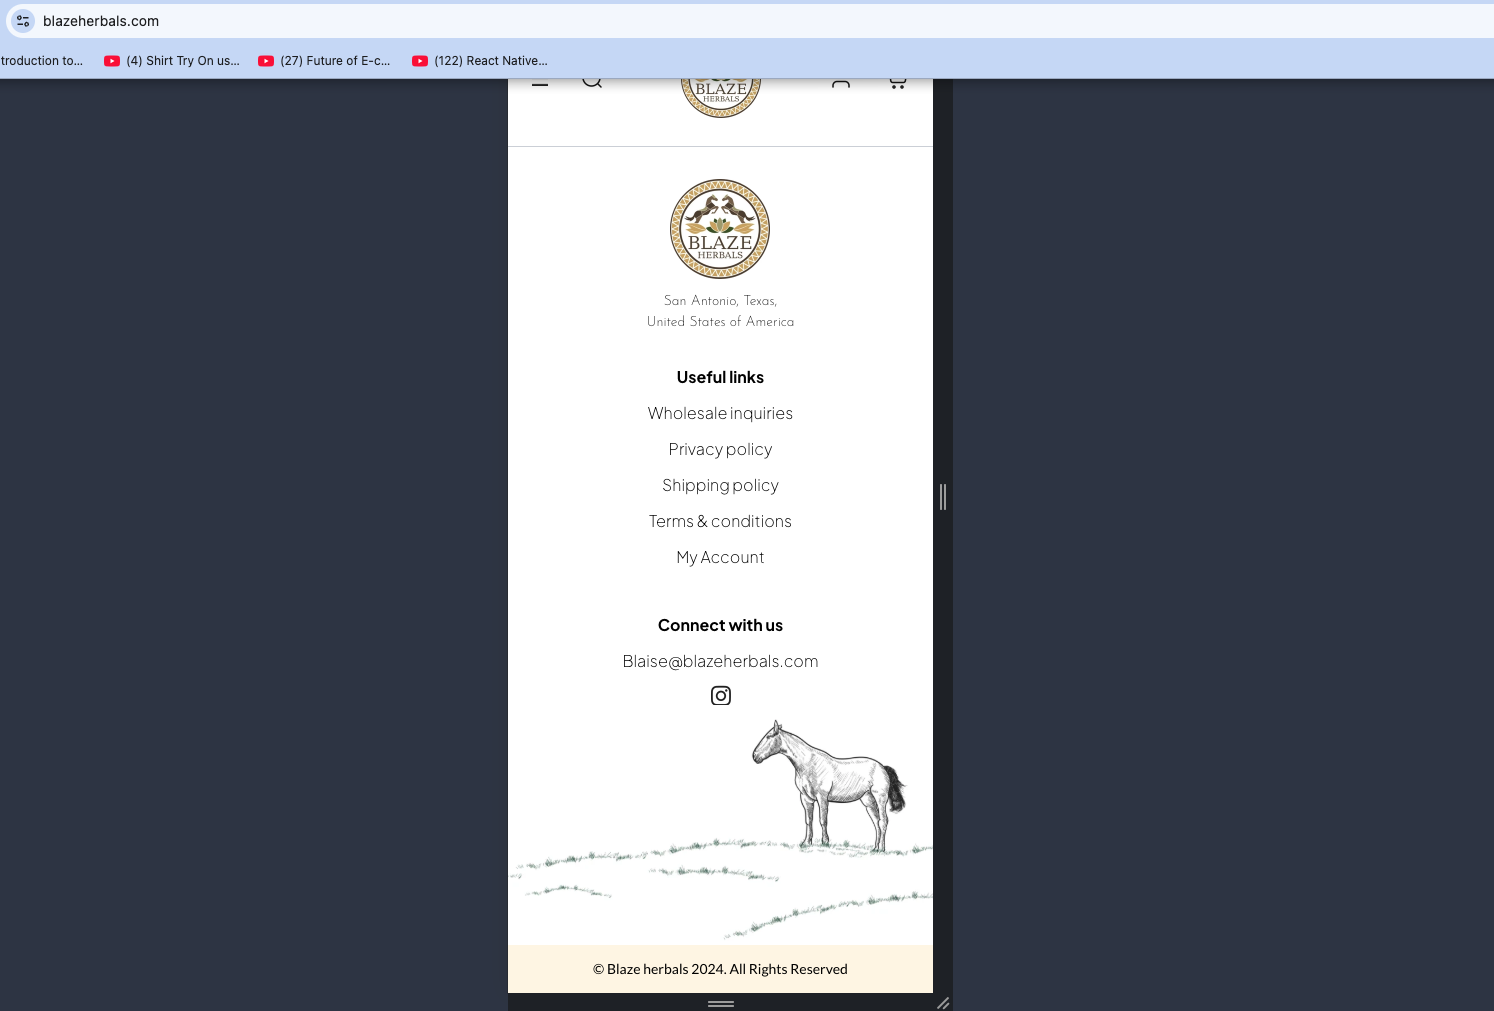 blazeherbals.com
troduction to...
(4) Shirt Try On us...
(27) Future of E-c...
(122) React Native...
BLAZE
HERBALS
BLAZE
HERBALS
San Antonio, Texas,
United States of America
Useful links
Wholesale inquiries
Privacy policy
Shipping policy
Terms & conditions
My Account
Connect with us
Blaise@blazeherbals.com
© Blaze herbals 2024. All Rights Reserved